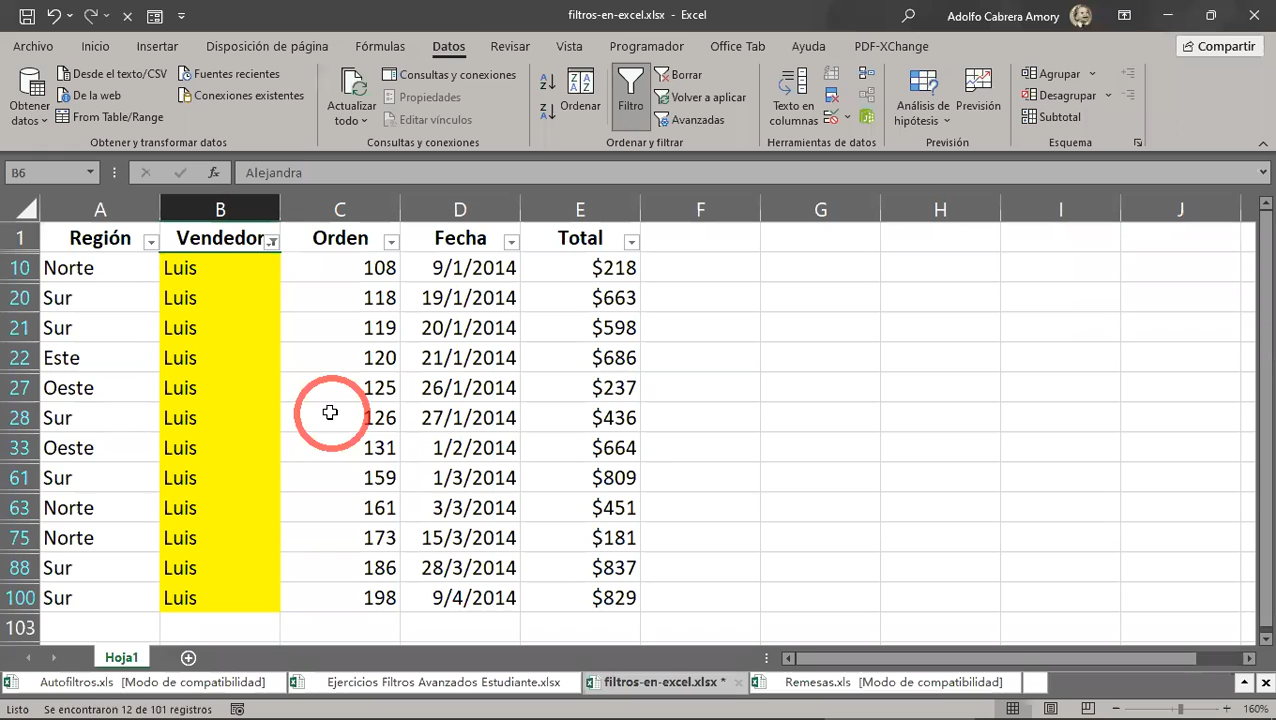 filtros-en-excel.xlsx - Excel
Adolfo Cabrera Amory
Archivo Inicio Insertar Disposición de página Fórmulas Datos Revisar Vista Programador Office Tab Ayuda PDF-XChange Compartir
Obtener datos
Desde el texto/CSV
De la web
From Table/Range
Fuentes recientes
Conexiones existentes
Actualizar todo
Consultas y conexiones
Propiedades
Editar vínculos
Ordenar
Filtro
Borrar
Volver a aplicar
Avanzadas
Texto en columnas
Análisis de hipótesis
Previsión
Agrupar
Desagrupar
Subtotal
Obtener y transformar datos Consultas y conexiones Ordenar y filtrar Herramientas de datos Previsión Esquema
B6 Alejandra
A B C D E F G H I J
1 Región Vendedor Orden Fecha Total
10 Norte Luis 108 9/1/2014 $218
20 Sur Luis 118 19/1/2014 $663
21 Sur Luis 119 20/1/2014 $598
22 Este Luis 120 21/1/2014 $686
27 Oeste Luis 125 26/1/2014 $237
28 Sur Luis 126 27/1/2014 $436
33 Oeste Luis 131 1/2/2014 $664
61 Sur Luis 159 1/3/2014 $809
63 Norte Luis 161 3/3/2014 $451
75 Norte Luis 173 15/3/2014 $181
88 Sur Luis 186 28/3/2014 $837
100 Sur Luis 198 9/4/2014 $829
103
Hoja1
Autofiltros.xls [Modo de compatibilidad] Ejercicios Filtros Avanzados Estudiante.xlsx filtros-en-excel.xlsx * Remesas.xls [Modo de compatibilidad]
Listo Se encontraron 12 de 101 registros 160%